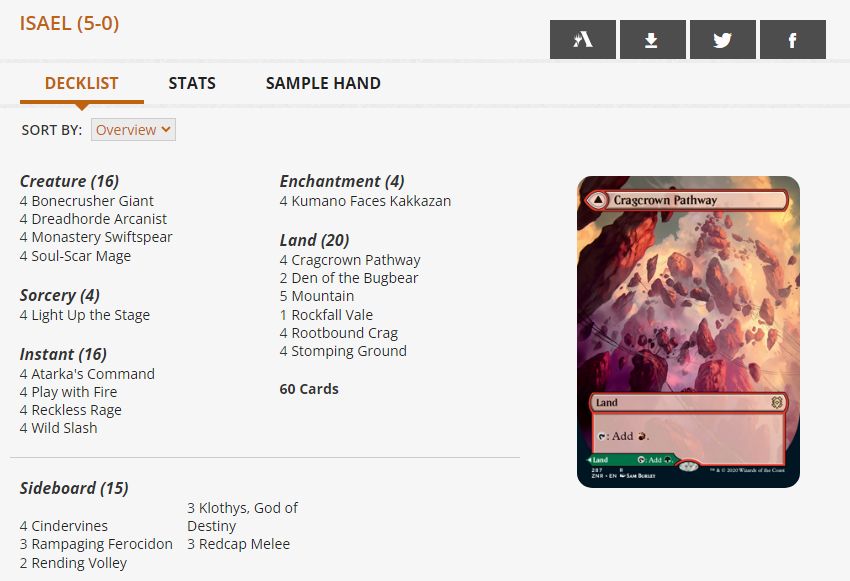 ISAEL (5-0)
DECKLIST STATS SAMPLE HAND
SORT BY: Overview
Creature (16)
4 Bonecrusher Giant
4 Dreadhorde Arcanist
4 Monastery Swiftspear
4 Soul-Scar Mage
Sorcery (4)
4 Light Up the Stage
Instant (16)
4 Atarka's Command
4 Play with Fire
4 Reckless Rage
4 Wild Slash
Enchantment (4)
4 Kumano Faces Kakkazan
Land (20)
4 Cragcrown Pathway
2 Den of the Bugbear
5 Mountain
1 Rockfall Vale
4 Rootbound Crag
4 Stomping Ground
60 Cards
Cragcrown Pathway
Land
: Add .
Land : Add .
287 R
ZNR • EN SAM BURLEY
™ & © 2020 Wizards of the Coast
Sideboard (15)
4 Cindervines
3 Rampaging Ferocidon
2 Rending Volley
3 Klothys, God of
Destiny
3 Redcap Melee